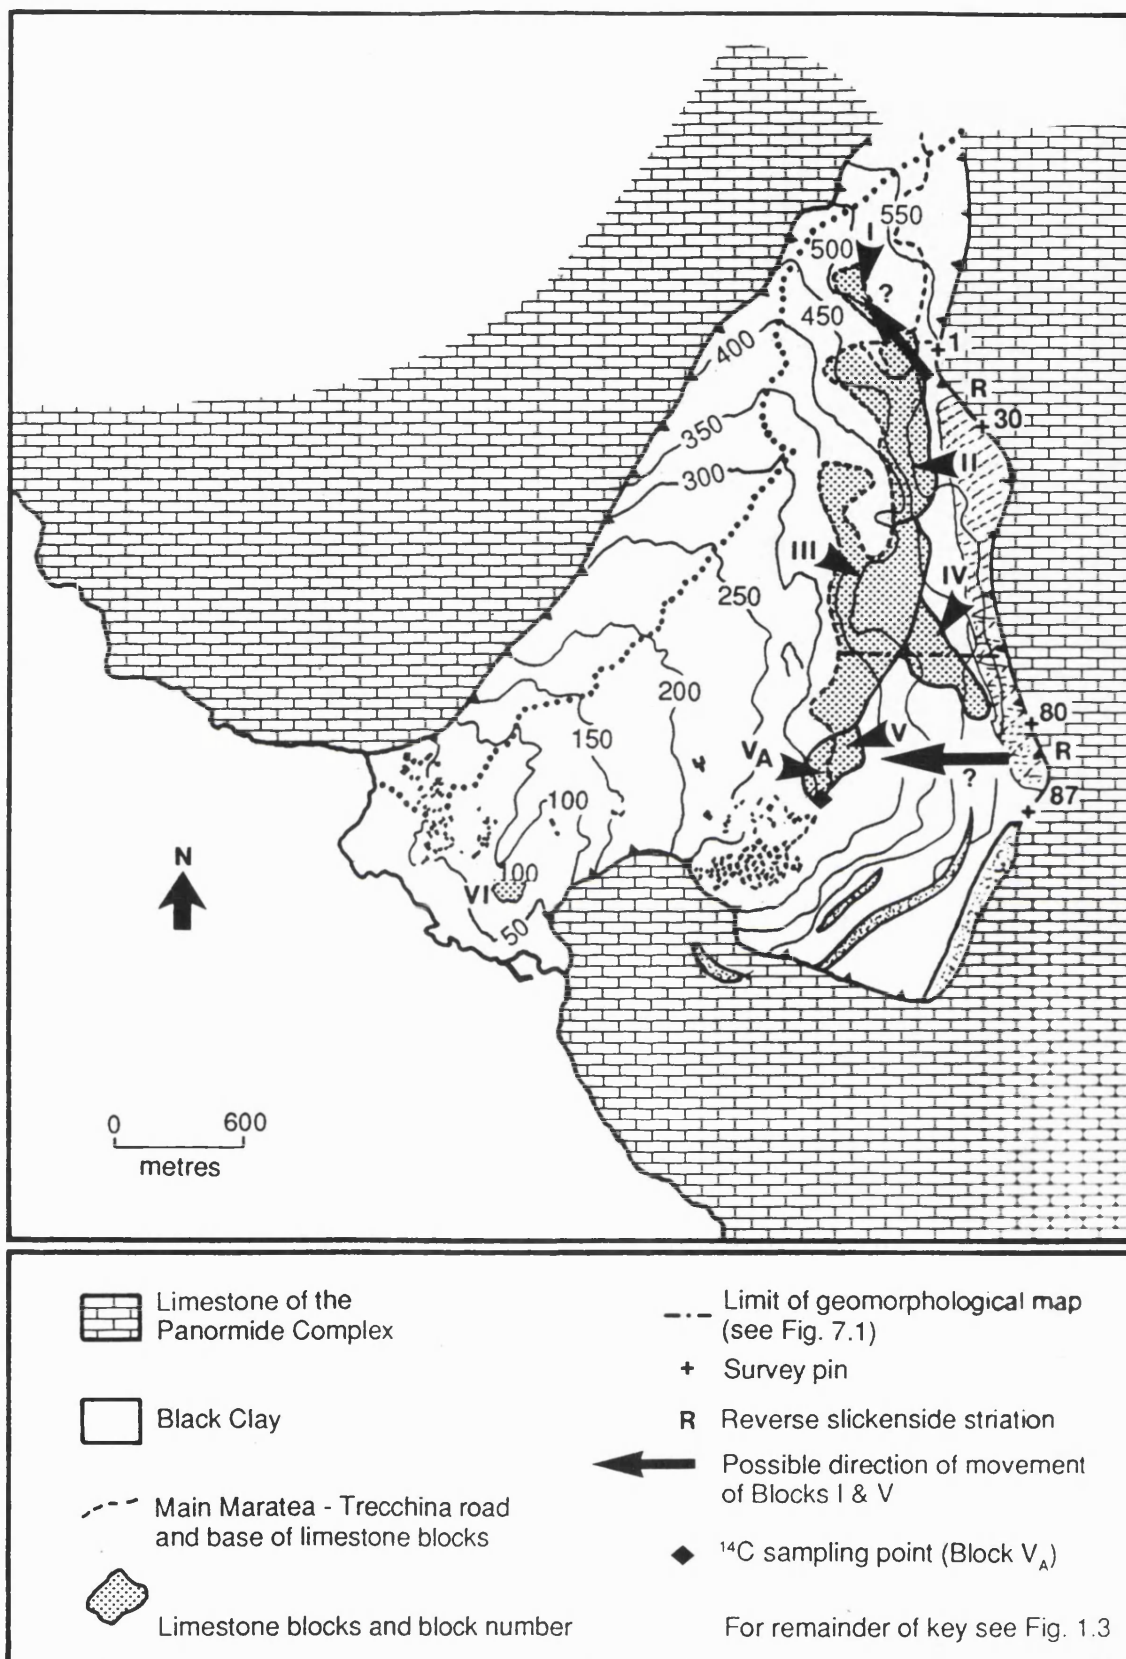 550
I
500
?
450
1
400
R
30
350
II
300
III
IV
250
200
80
150
V
R
V_A
?
87
100
N
100
VI
50
0 600
metres
Limestone of the
Panormide Complex
Black Clay
Main Maratea - Trecchina road
and base of limestone blocks
Limestone blocks and block number
Limit of geomorphological map
(see Fig. 7.1)
+ Survey pin
R Reverse slickenside striation
Possible direction of movement
of Blocks I & V
¹⁴C sampling point (Block V_A)
For remainder of key see Fig. 1.3